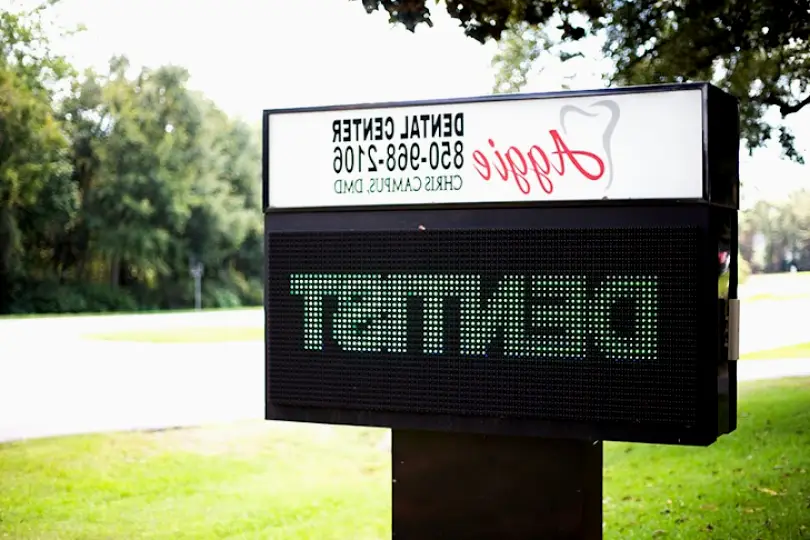 Aggie
DENTAL CENTER
850-968-2106
CHRIS CAMPUS, DMD
DENTIST